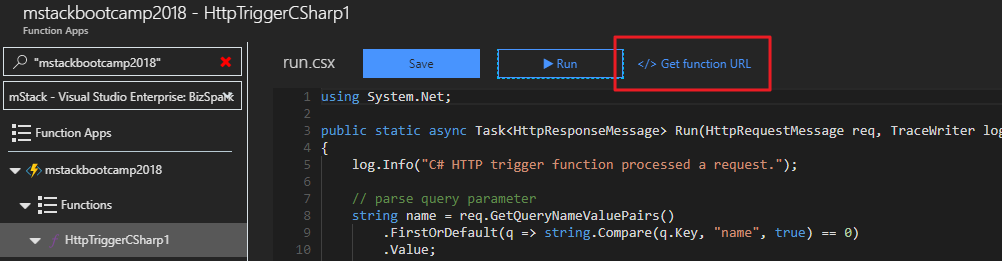 mstackbootcamp2018 - HttpTriggerCSharp1
Function Apps
"mstackbootcamp2018"
mStack - Visual Studio Enterprise: BizSpark
Function Apps
mstackbootcamp2018
Functions
HttpTriggerCSharp1
run.csx
Save
Run
</> Get function URL
1 using System.Net;
2
3 public static async Task<HttpResponseMessage> Run(HttpRequestMessage req, TraceWriter log
4 {
5 log.Info("C# HTTP trigger function processed a request.");
6
7 // parse query parameter
8 string name = req.GetQueryNameValuePairs()
9 .FirstOrDefault(q => string.Compare(q.Key, "name", true) == 0)
10 .Value;